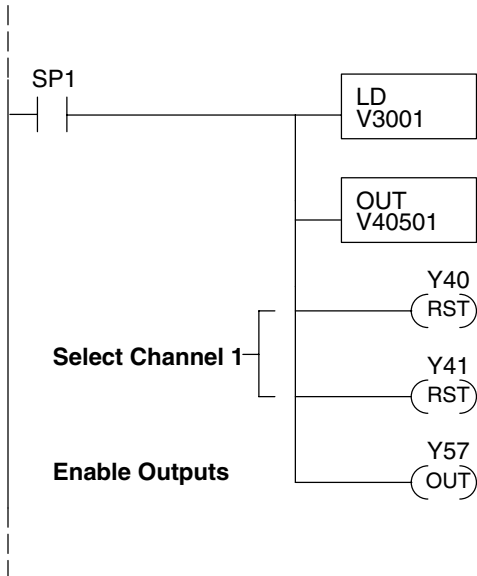 SP1
LD
V3001
OUT
V40501
Y40
RST
Select Channel 1
Y41
RST
Enable Outputs
Y57
OUT